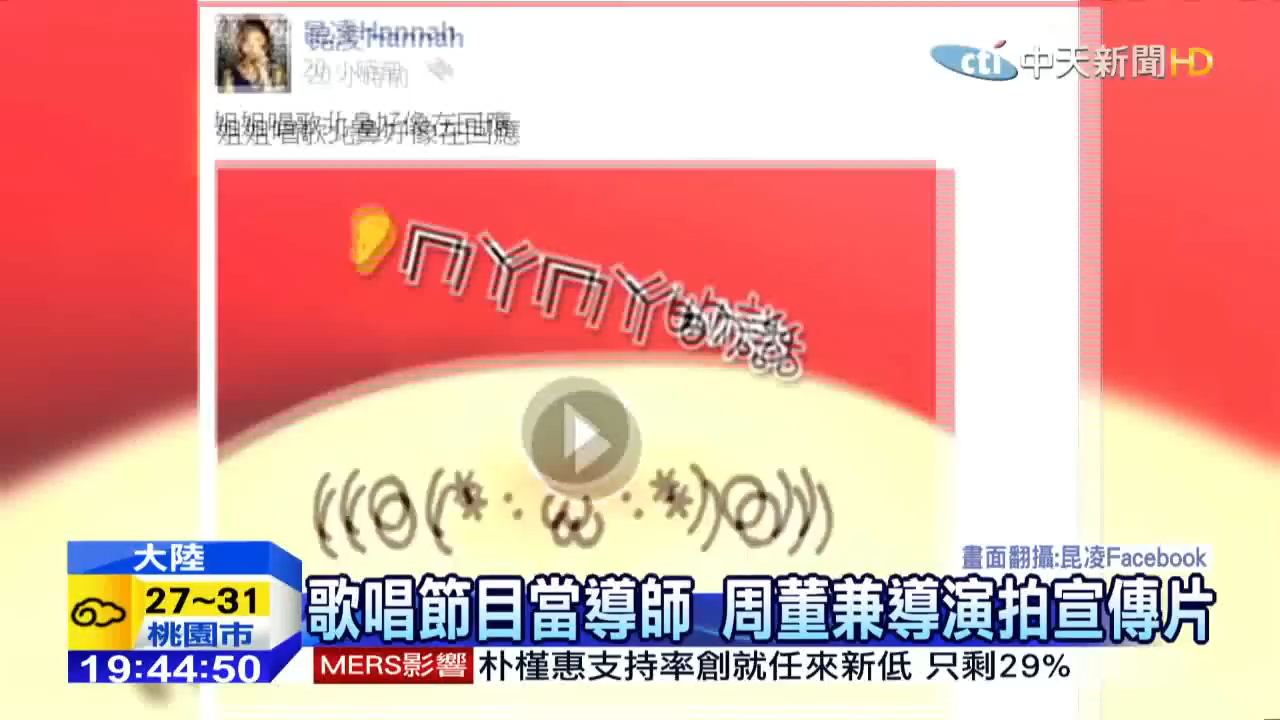 昆凌Hannah
cti 中天新聞HD
姐姐唱歌北鼻好像在回應
ㄇㄚㄇㄚ的話
(((◎(*˙ω˙*)◎)))
畫面翻攝:昆凌Facebook
大陸
27~31
桃園市
19:44:50
歌唱節目當導師 周董兼導演拍宣傳片
MERS影響 朴槿惠支持率創就任來新低 只剩29%